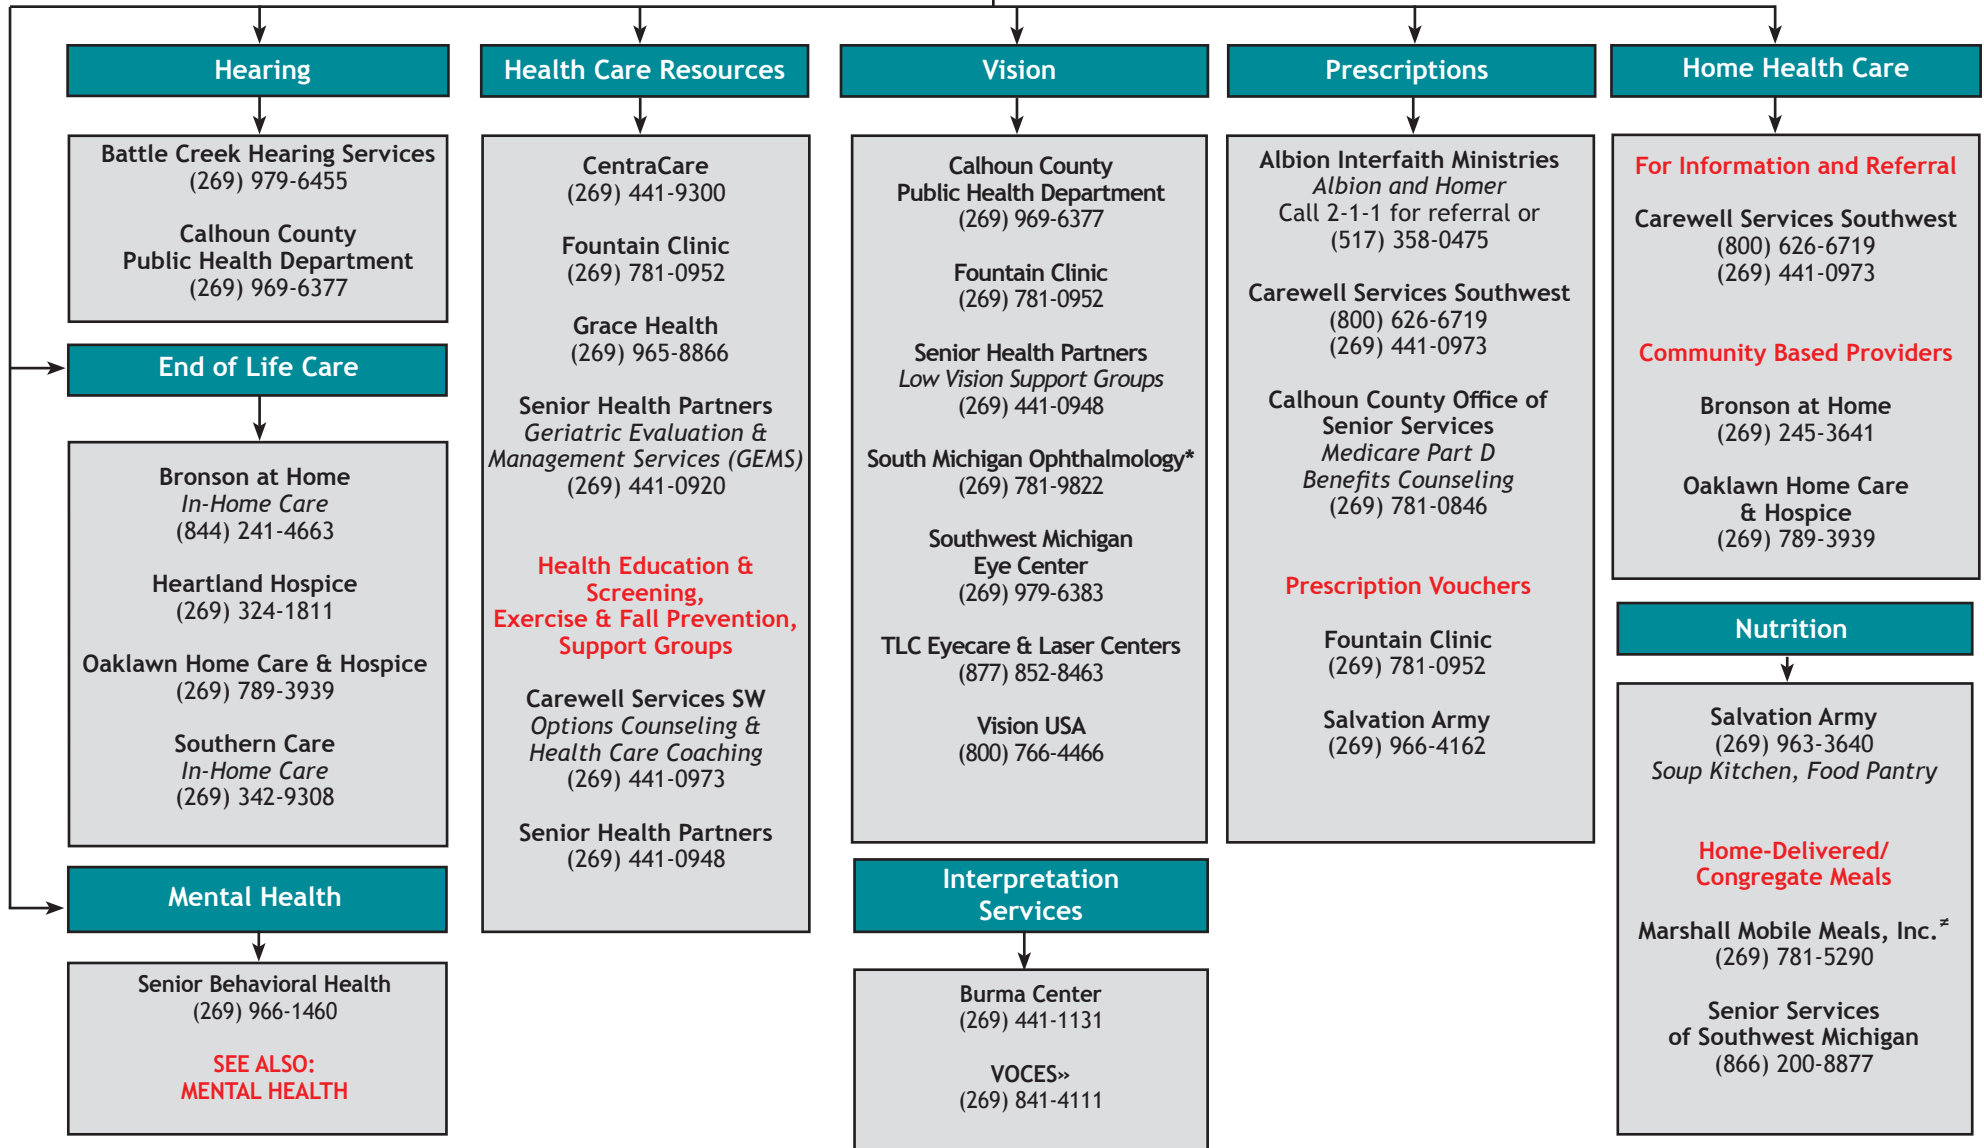 Hearing
Battle Creek Hearing Services
(269) 979-6455
Calhoun County
Public Health Department
(269) 969-6377
End of Life Care
Bronson at Home
In-Home Care
(844) 241-4663
Heartland Hospice
(269) 324-1811
Oaklawn Home Care & Hospice
(269) 789-3939
Southern Care
In-Home Care
(269) 342-9308
Mental Health
Senior Behavioral Health
(269) 966-1460
SEE ALSO:
MENTAL HEALTH
Health Care Resources
CentraCare
(269) 441-9300
Fountain Clinic
(269) 781-0952
Grace Health
(269) 965-8866
Senior Health Partners
Geriatric Evaluation &
Management Services (GEMS)
(269) 441-0920
Health Education &
Screening,
Exercise & Fall Prevention,
Support Groups
Carewell Services SW
Options Counseling &
Health Care Coaching
(269) 441-0973
Senior Health Partners
(269) 441-0948
Vision
Calhoun County
Public Health Department
(269) 969-6377
Fountain Clinic
(269) 781-0952
Senior Health Partners
Low Vision Support Groups
(269) 441-0948
South Michigan Ophthalmology*
(269) 781-9822
Southwest Michigan
Eye Center
(269) 979-6383
TLC Eyecare & Laser Centers
(877) 852-8463
Vision USA
(800) 766-4466
Interpretation
Services
Burma Center
(269) 441-1131
VOCES»
(269) 841-4111
Prescriptions
Albion Interfaith Ministries
Albion and Homer
Call 2-1-1 for referral or
(517) 358-0475
Carewell Services Southwest
(800) 626-6719
(269) 441-0973
Calhoun County Office of
Senior Services
Medicare Part D
Benefits Counseling
(269) 781-0846
Prescription Vouchers
Fountain Clinic
(269) 781-0952
Salvation Army
(269) 966-4162
Home Health Care
For Information and Referral
Carewell Services Southwest
(800) 626-6719
(269) 441-0973
Community Based Providers
Bronson at Home
(269) 245-3641
Oaklawn Home Care
& Hospice
(269) 789-3939
Nutrition
Salvation Army
(269) 963-3640
Soup Kitchen, Food Pantry
Home-Delivered/
Congregate Meals
Marshall Mobile Meals, Inc.≠
(269) 781-5290
Senior Services
of Southwest Michigan
(866) 200-8877